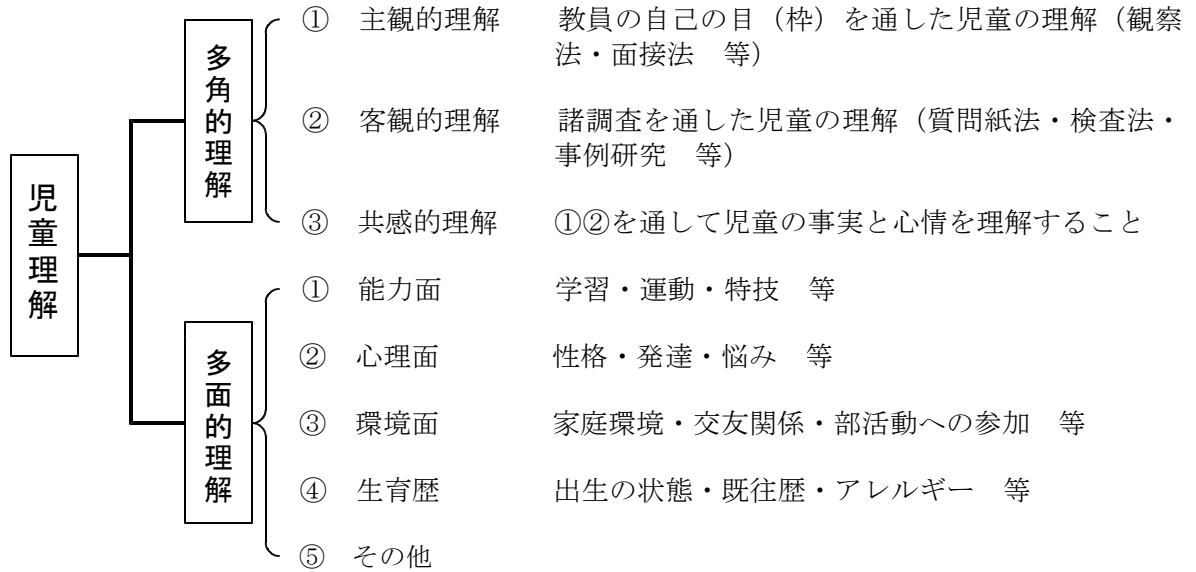 児童理解
多角的理解
① 主観的理解 教員の自己の目（枠）を通した児童の理解（観察
法・面接法 等）
② 客観的理解 諸調査を通した児童の理解（質問紙法・検査法・
事例研究 等）
③ 共感的理解 ①②を通して児童の事実と心情を理解すること
多面的理解
① 能力面 学習・運動・特技 等
② 心理面 性格・発達・悩み 等
③ 環境面 家庭環境・交友関係・部活動への参加 等
④ 生育歴 出生の状態・既往歴・アレルギー 等
⑤ その他